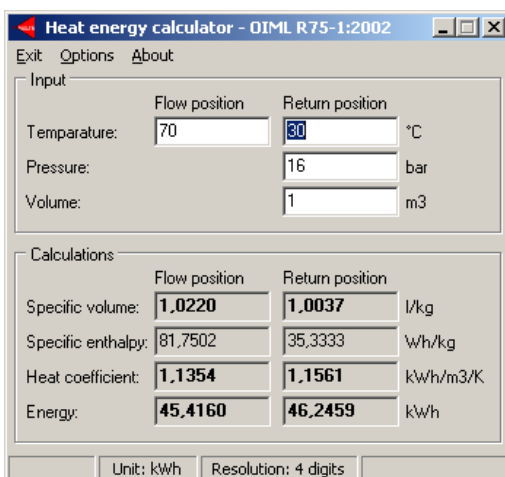 Heat energy calculator - OIML R75-1:2002
Exit Options About
Input
Flow position Return position
Temparature: 70 30 °C
Pressure: 16 bar
Volume: 1 m3
Calculations
Flow position Return position
Specific volume: 1,0220 1,0037 l/kg
Specific enthalpy: 81,7502 35,3333 Wh/kg
Heat coefficient: 1,1354 1,1561 kWh/m3/K
Energy: 45,4160 46,2459 kWh
Unit: kWh Resolution: 4 digits